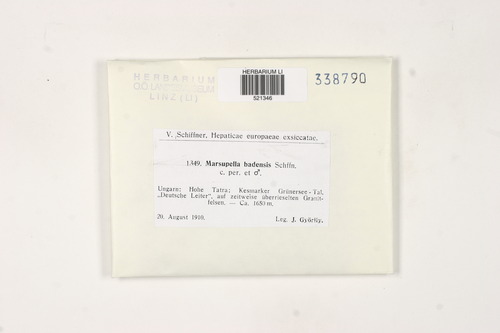 HERBARIUM
OÖ LANDESMUSEUM
LINZ (LI)
HERBARIUM LI
521346
338790
V. Schiffner, Hepaticae europaeae exsiccatae.
1349. Marsupella badensis Schffn.
c. per. et ♂.
Ungarn: Hohe Tatra; Kesmarker Grünersee-Tal,
„Deutsche Leiter", auf zeitweise überrieselten Granit-
felsen. — Ca. 1680 m.
20. August 1910.
Leg. J. Györffy.